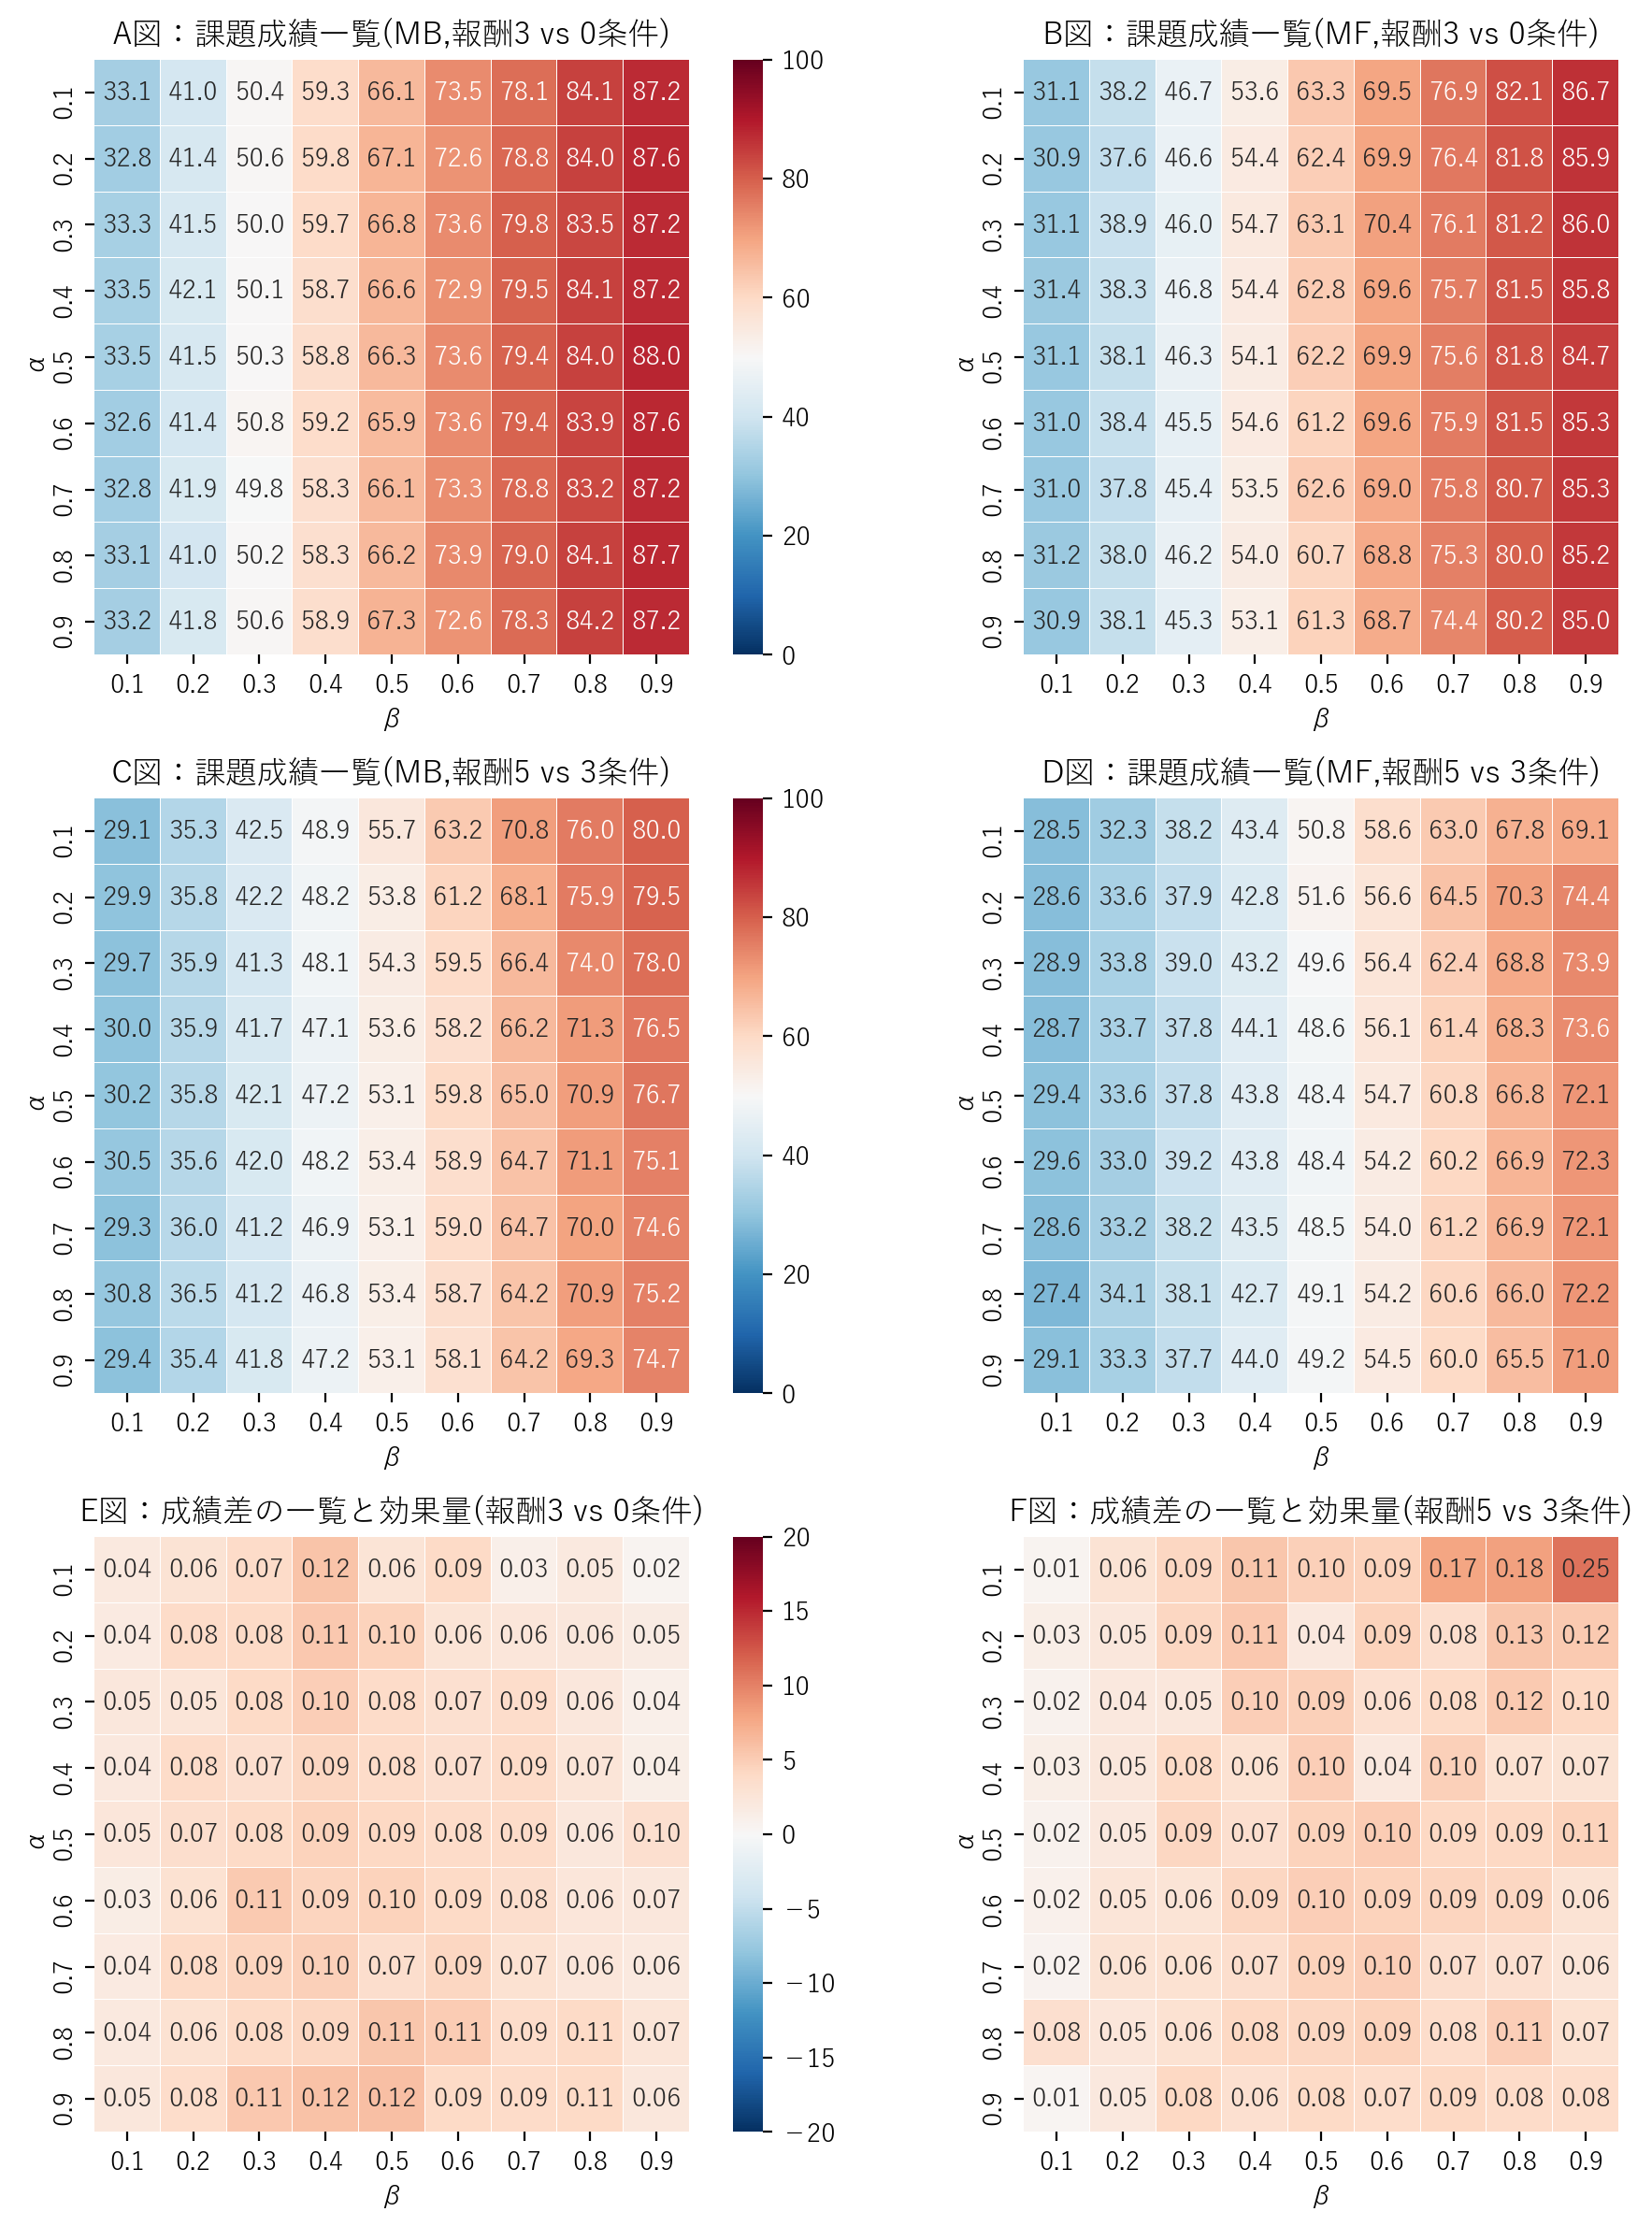 A図：課題成績一覧(MB,報酬3 vs 0条件)
33.1 41.0 50.4 59.3 66.1 73.5 78.1 84.1 87.2
32.8 41.4 50.6 59.8 67.1 72.6 78.8 84.0 87.6
33.3 41.5 50.0 59.7 66.8 73.6 79.8 83.5 87.2
33.5 42.1 50.1 58.7 66.6 72.9 79.5 84.1 87.2
33.5 41.5 50.3 58.8 66.3 73.6 79.4 84.0 88.0
32.6 41.4 50.8 59.2 65.9 73.6 79.4 83.9 87.6
32.8 41.9 49.8 58.3 66.1 73.3 78.8 83.2 87.2
33.1 41.0 50.2 58.3 66.2 73.9 79.0 84.1 87.7
33.2 41.8 50.6 58.9 67.3 72.6 78.3 84.2 87.2
0.1 0.2 0.3 0.4 0.5 0.6 0.7 0.8 0.9
α
0.1 0.2 0.3 0.4 0.5 0.6 0.7 0.8 0.9
β
100
80
60
40
20
0
B図：課題成績一覧(MF,報酬3 vs 0条件)
31.1 38.2 46.7 53.6 63.3 69.5 76.9 82.1 86.7
30.9 37.6 46.6 54.4 62.4 69.9 76.4 81.8 85.9
31.1 38.9 46.0 54.7 63.1 70.4 76.1 81.2 86.0
31.4 38.3 46.8 54.4 62.8 69.6 75.7 81.5 85.8
31.1 38.1 46.3 54.1 62.2 69.9 75.6 81.8 84.7
31.0 38.4 45.5 54.6 61.2 69.6 75.9 81.5 85.3
31.0 37.8 45.4 53.5 62.6 69.0 75.8 80.7 85.3
31.2 38.0 46.2 54.0 60.7 68.8 75.3 80.0 85.2
30.9 38.1 45.3 53.1 61.3 68.7 74.4 80.2 85.0
0.1 0.2 0.3 0.4 0.5 0.6 0.7 0.8 0.9
α
0.1 0.2 0.3 0.4 0.5 0.6 0.7 0.8 0.9
β
C図：課題成績一覧(MB,報酬5 vs 3条件)
29.1 35.3 42.5 48.9 55.7 63.2 70.8 76.0 80.0
29.9 35.8 42.2 48.2 53.8 61.2 68.1 75.9 79.5
29.7 35.9 41.3 48.1 54.3 59.5 66.4 74.0 78.0
30.0 35.9 41.7 47.1 53.6 58.2 66.2 71.3 76.5
30.2 35.8 42.1 47.2 53.1 59.8 65.0 70.9 76.7
30.5 35.6 42.0 48.2 53.4 58.9 64.7 71.1 75.1
29.3 36.0 41.2 46.9 53.1 59.0 64.7 70.0 74.6
30.8 36.5 41.2 46.8 53.4 58.7 64.2 70.9 75.2
29.4 35.4 41.8 47.2 53.1 58.1 64.2 69.3 74.7
0.1 0.2 0.3 0.4 0.5 0.6 0.7 0.8 0.9
α
0.1 0.2 0.3 0.4 0.5 0.6 0.7 0.8 0.9
β
100
80
60
40
20
0
D図：課題成績一覧(MF,報酬5 vs 3条件)
28.5 32.3 38.2 43.4 50.8 58.6 63.0 67.8 69.1
28.6 33.6 37.9 42.8 51.6 56.6 64.5 70.3 74.4
28.9 33.8 39.0 43.2 49.6 56.4 62.4 68.8 73.9
28.7 33.7 37.8 44.1 48.6 56.1 61.4 68.3 73.6
29.4 33.6 37.8 43.8 48.4 54.7 60.8 66.8 72.1
29.6 33.0 39.2 43.8 48.4 54.2 60.2 66.9 72.3
28.6 33.2 38.2 43.5 48.5 54.0 61.2 66.9 72.1
27.4 34.1 38.1 42.7 49.1 54.2 60.6 66.0 72.2
29.1 33.3 37.7 44.0 49.2 54.5 60.0 65.5 71.0
0.1 0.2 0.3 0.4 0.5 0.6 0.7 0.8 0.9
α
0.1 0.2 0.3 0.4 0.5 0.6 0.7 0.8 0.9
β
E図：成績差の一覧と効果量(報酬3 vs 0条件)
0.04 0.06 0.07 0.12 0.06 0.09 0.03 0.05 0.02
0.04 0.08 0.08 0.11 0.10 0.06 0.06 0.06 0.05
0.05 0.05 0.08 0.10 0.08 0.07 0.09 0.06 0.04
0.04 0.08 0.07 0.09 0.08 0.07 0.09 0.07 0.04
0.05 0.07 0.08 0.09 0.09 0.08 0.09 0.06 0.10
0.03 0.06 0.11 0.09 0.10 0.09 0.08 0.06 0.07
0.04 0.08 0.09 0.10 0.07 0.09 0.07 0.06 0.06
0.04 0.06 0.08 0.09 0.11 0.11 0.09 0.11 0.07
0.05 0.08 0.11 0.12 0.12 0.09 0.09 0.11 0.06
0.1 0.2 0.3 0.4 0.5 0.6 0.7 0.8 0.9
α
0.1 0.2 0.3 0.4 0.5 0.6 0.7 0.8 0.9
β
20
15
10
5
0
−5
−10
−15
−20
F図：成績差の一覧と効果量(報酬5 vs 3条件)
0.01 0.06 0.09 0.11 0.10 0.09 0.17 0.18 0.25
0.03 0.05 0.09 0.11 0.04 0.09 0.08 0.13 0.12
0.02 0.04 0.05 0.10 0.09 0.06 0.08 0.12 0.10
0.03 0.05 0.08 0.06 0.10 0.04 0.10 0.07 0.07
0.02 0.05 0.09 0.07 0.09 0.10 0.09 0.09 0.11
0.02 0.05 0.06 0.09 0.10 0.09 0.09 0.09 0.06
0.02 0.06 0.06 0.07 0.09 0.10 0.07 0.07 0.06
0.08 0.05 0.06 0.08 0.09 0.09 0.08 0.11 0.07
0.01 0.05 0.08 0.06 0.08 0.07 0.09 0.08 0.08
0.1 0.2 0.3 0.4 0.5 0.6 0.7 0.8 0.9
α
0.1 0.2 0.3 0.4 0.5 0.6 0.7 0.8 0.9
β